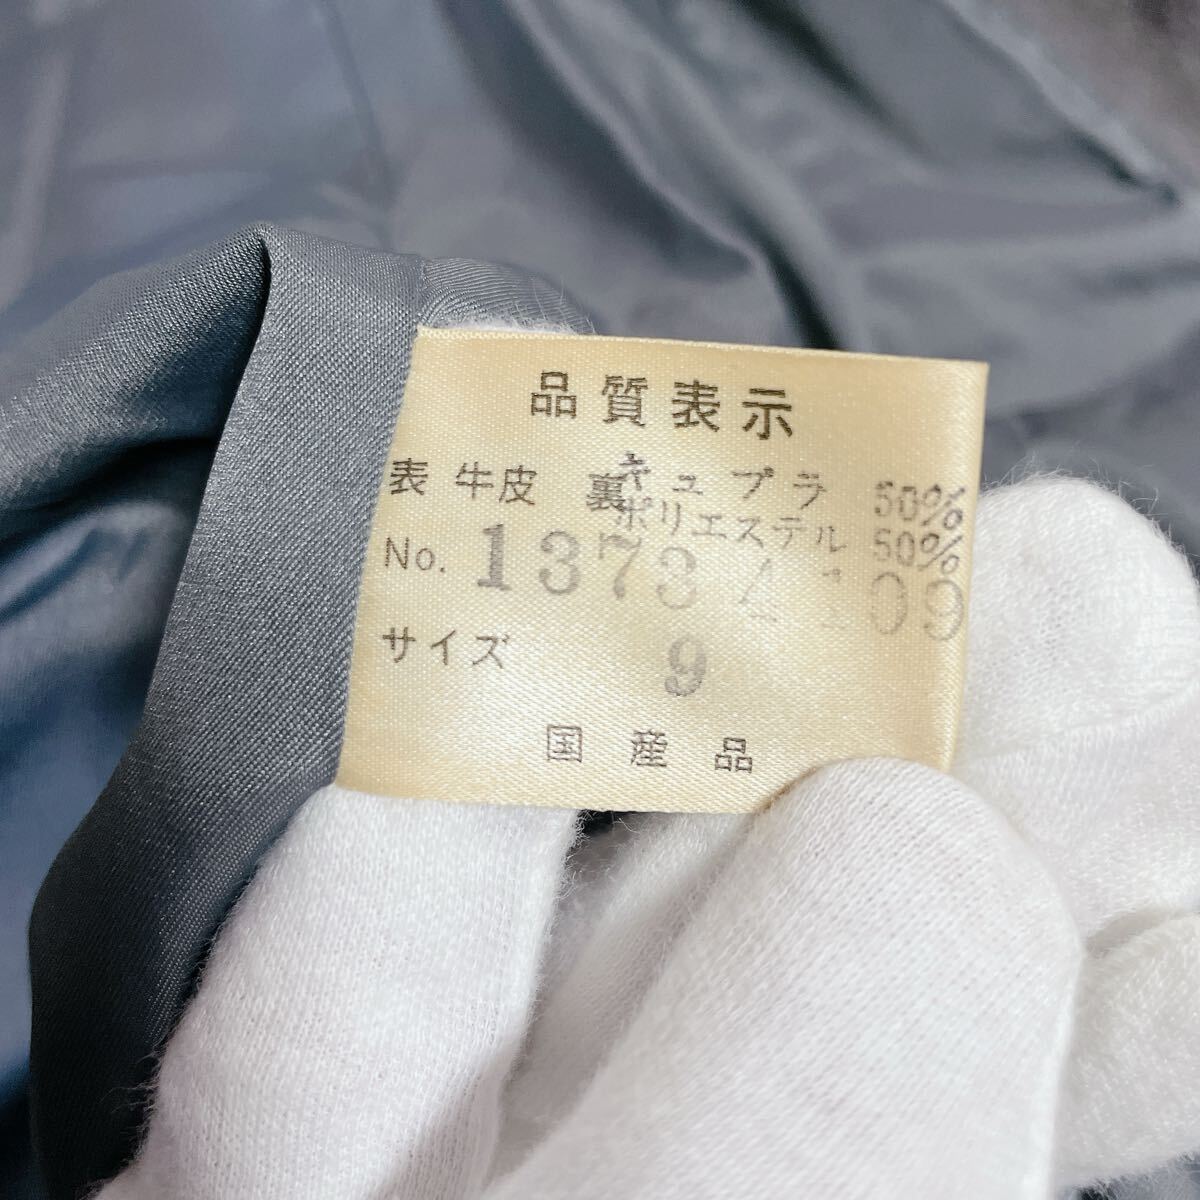 品質表示
表 牛皮 裏 キュプラ 50%
ポリエステル 50%
No. 1373 09
サイズ 9
国産品